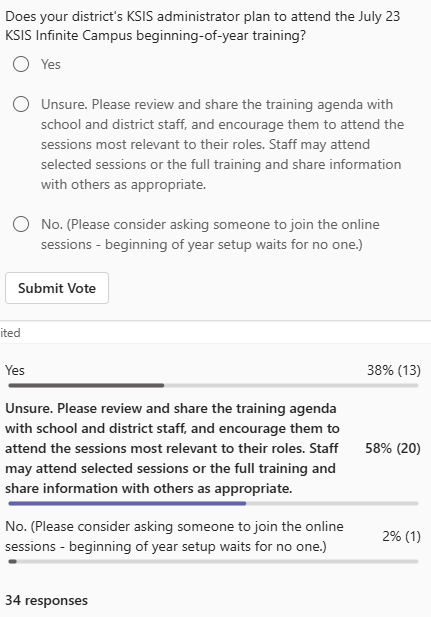 Does your district's KSIS administrator plan to attend the July 23
KSIS Infinite Campus beginning-of-year training?
Yes
Unsure. Please review and share the training agenda with
school and district staff, and encourage them to attend the
sessions most relevant to their roles. Staff may attend
selected sessions or the full training and share information
with others as appropriate.
No. (Please consider asking someone to join the online
sessions - beginning of year setup waits for no one.)
Submit Vote
ited
Yes 38% (13)
Unsure. Please review and share the training agenda
with school and district staff, and encourage them to
attend the sessions most relevant to their roles. Staff 58% (20)
may attend selected sessions or the full training and
share information with others as appropriate.
No. (Please consider asking someone to join the online
sessions - beginning of year setup waits for no one.) 2% (1)
34 responses